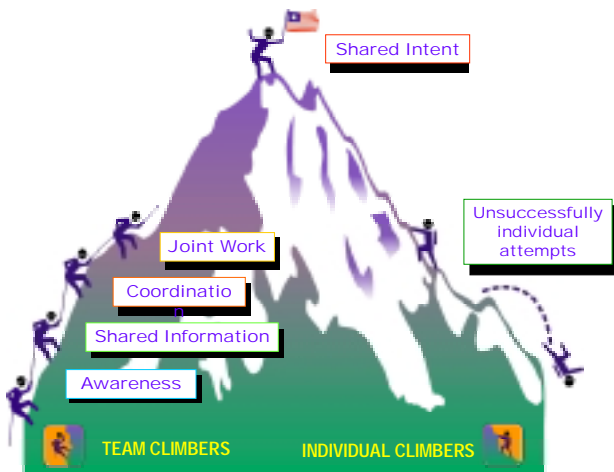 Shared Intent
Unsuccessfully
individual
attempts
Joint Work
Coordinatio
n
Shared Information
Awareness
TEAM CLIMBERS
INDIVIDUAL CLIMBERS